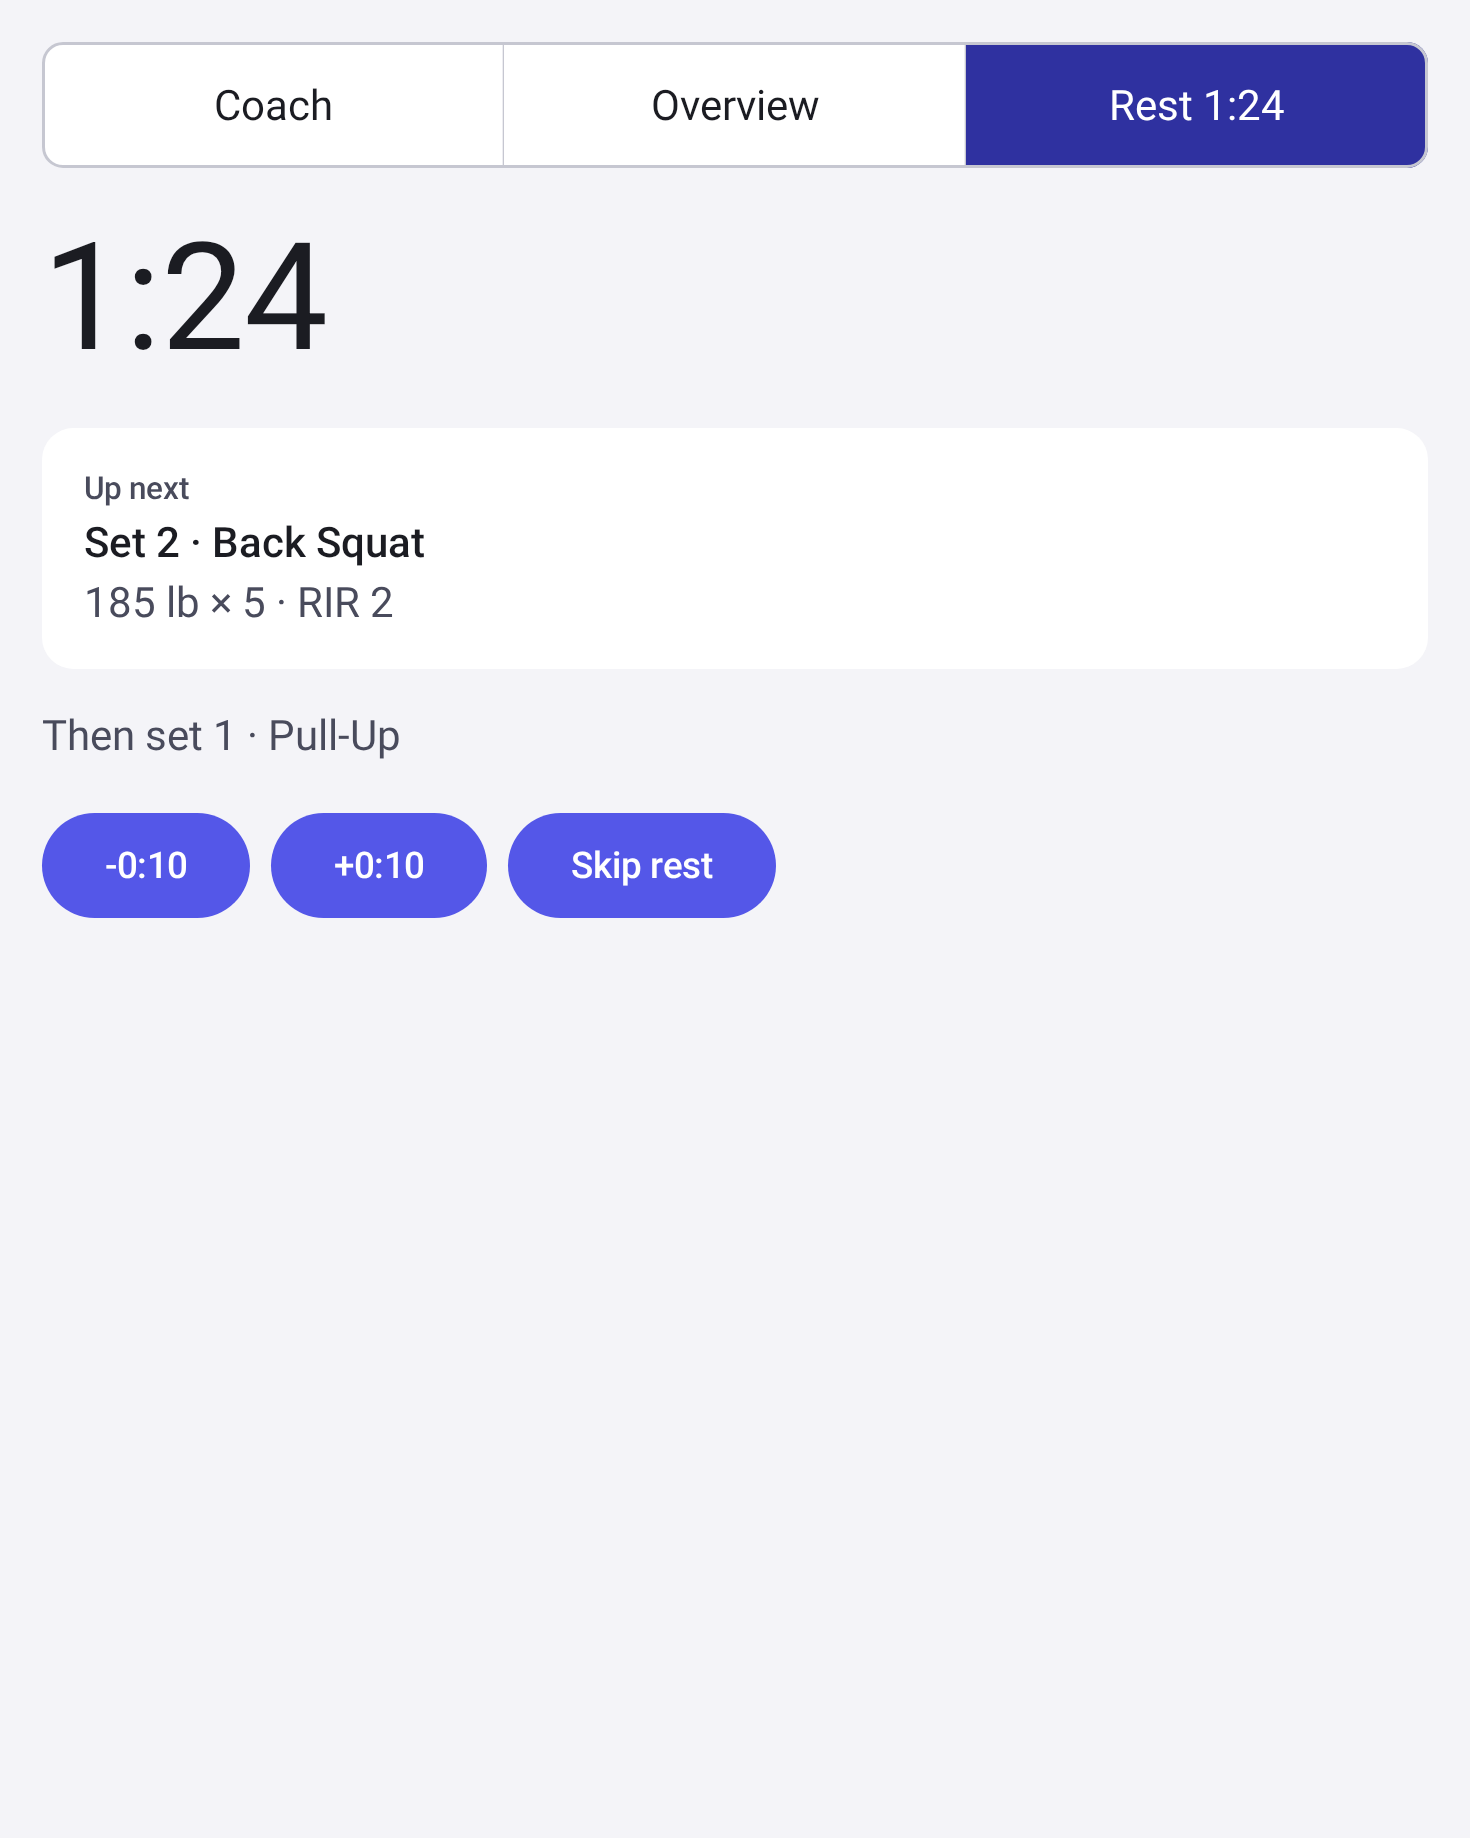 Coach Overview Rest 1:24
1:24
Up next
Set 2 · Back Squat
185 lb × 5 · RIR 2
Then set 1 · Pull-Up
-0:10 +0:10 Skip rest